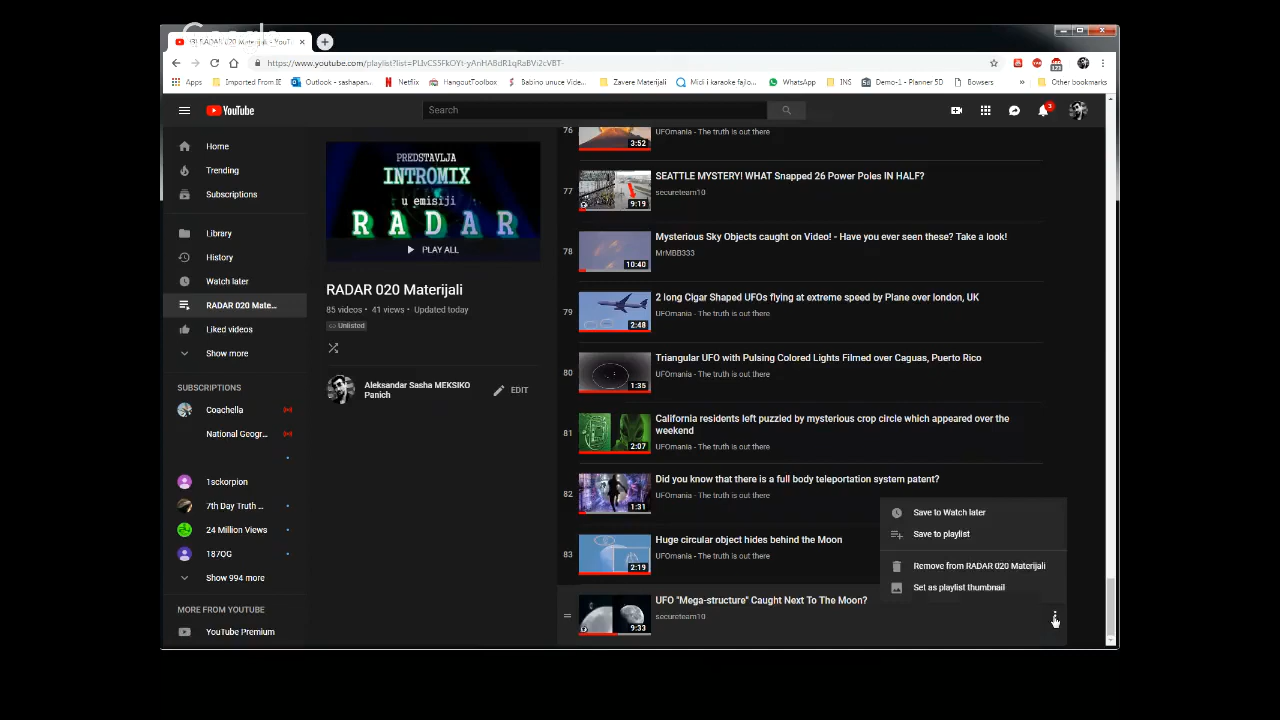 Google
(3) RADAR 020 Materijali - YouT
https://www.youtube.com/playlist?list=
Apps
Imported From IE
Outlook - sashapan...
Netflix
HangoutToolbox
Babino unuce Vide...
Zavere Materijali
Midi i karaoke fajlo...
WhatsApp
INS
Demo-1 - Planner 5D
Bowsers
»
Other bookmarks
YouTube
Search
3
Home
Trending
Subscriptions
Library
History
Watch later
RADAR 020 Mate...
Liked videos
Show more
SUBSCRIPTIONS
Coachella
National Geogr...
1sckorpion
7th Day Truth ...
24 Million Views
187OG
Show 994 more
MORE FROM YOUTUBE
YouTube Premium
PREDSTAVLJA
INTROMIX
u emisiji
RADAR
PLAY ALL
RADAR 020 Materijali
85 videos • 41 views • Updated today
Unlisted
Aleksandar Sasha MEKSIKO
Panich
EDIT
76
3:52
UFOmania - The truth is out there
77
9:19
SEATTLE MYSTERY! WHAT Snapped 26 Power Poles IN HALF?
secureteam10
78
10:40
Mysterious Sky Objects caught on Video! - Have you ever seen these? Take a look!
MrMBB333
79
2:48
2 long Cigar Shaped UFOs flying at extreme speed by Plane over london, UK
UFOmania - The truth is out there
80
1:35
Triangular UFO with Pulsing Colored Lights Filmed over Caguas, Puerto Rico
UFOmania - The truth is out there
81
2:07
California residents left puzzled by mysterious crop circle which appeared over the
weekend
UFOmania - The truth is out there
82
1:31
Did you know that there is a full body teleportation system patent?
UFOmania - The truth is out there
83
2:19
Huge circular object hides behind the Moon
UFOmania - The truth is out there
9:33
UFO "Mega-structure" Caught Next To The Moon?
secureteam10
Save to Watch later
Save to playlist
Remove from RADAR 020 Materijali
Set as playlist thumbnail